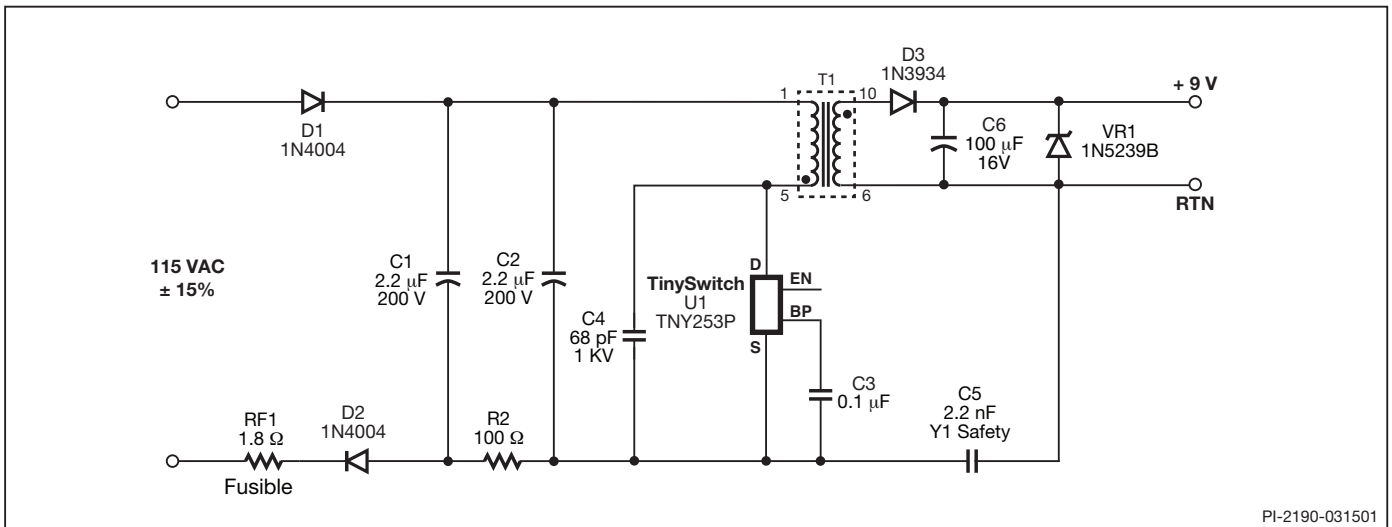 D3
1N3934
T1
+ 9 V
1
10
D1
1N4004
C6
100 μF
16V
VR1
1N5239B
5
6
RTN
115 VAC
± 15%
C1
2.2 μF
200 V
C2
2.2 μF
200 V
D
EN
TinySwitch
U1
TNY253P
BP
S
C4
68 pF
1 KV
C3
0.1 μF
C5
2.2 nF
Y1 Safety
RF1
1.8 Ω
Fusible
D2
1N4004
R2
100 Ω
PI-2190-031501